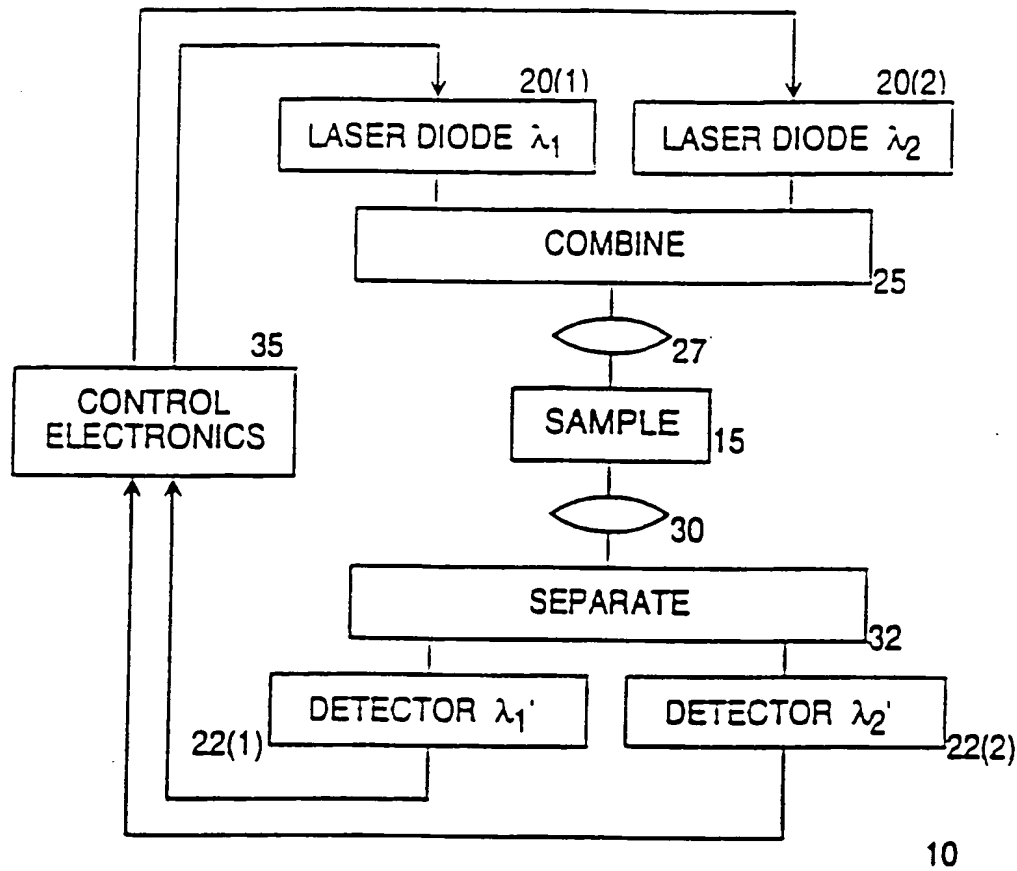 20(1)
20(2)
LASER DIODE λ1
LASER DIODE λ2
COMBINE
25
27
35
CONTROL
ELECTRONICS
SAMPLE
15
30
SEPARATE
32
DETECTOR λ1'
DETECTOR λ2'
22(1)
22(2)
10